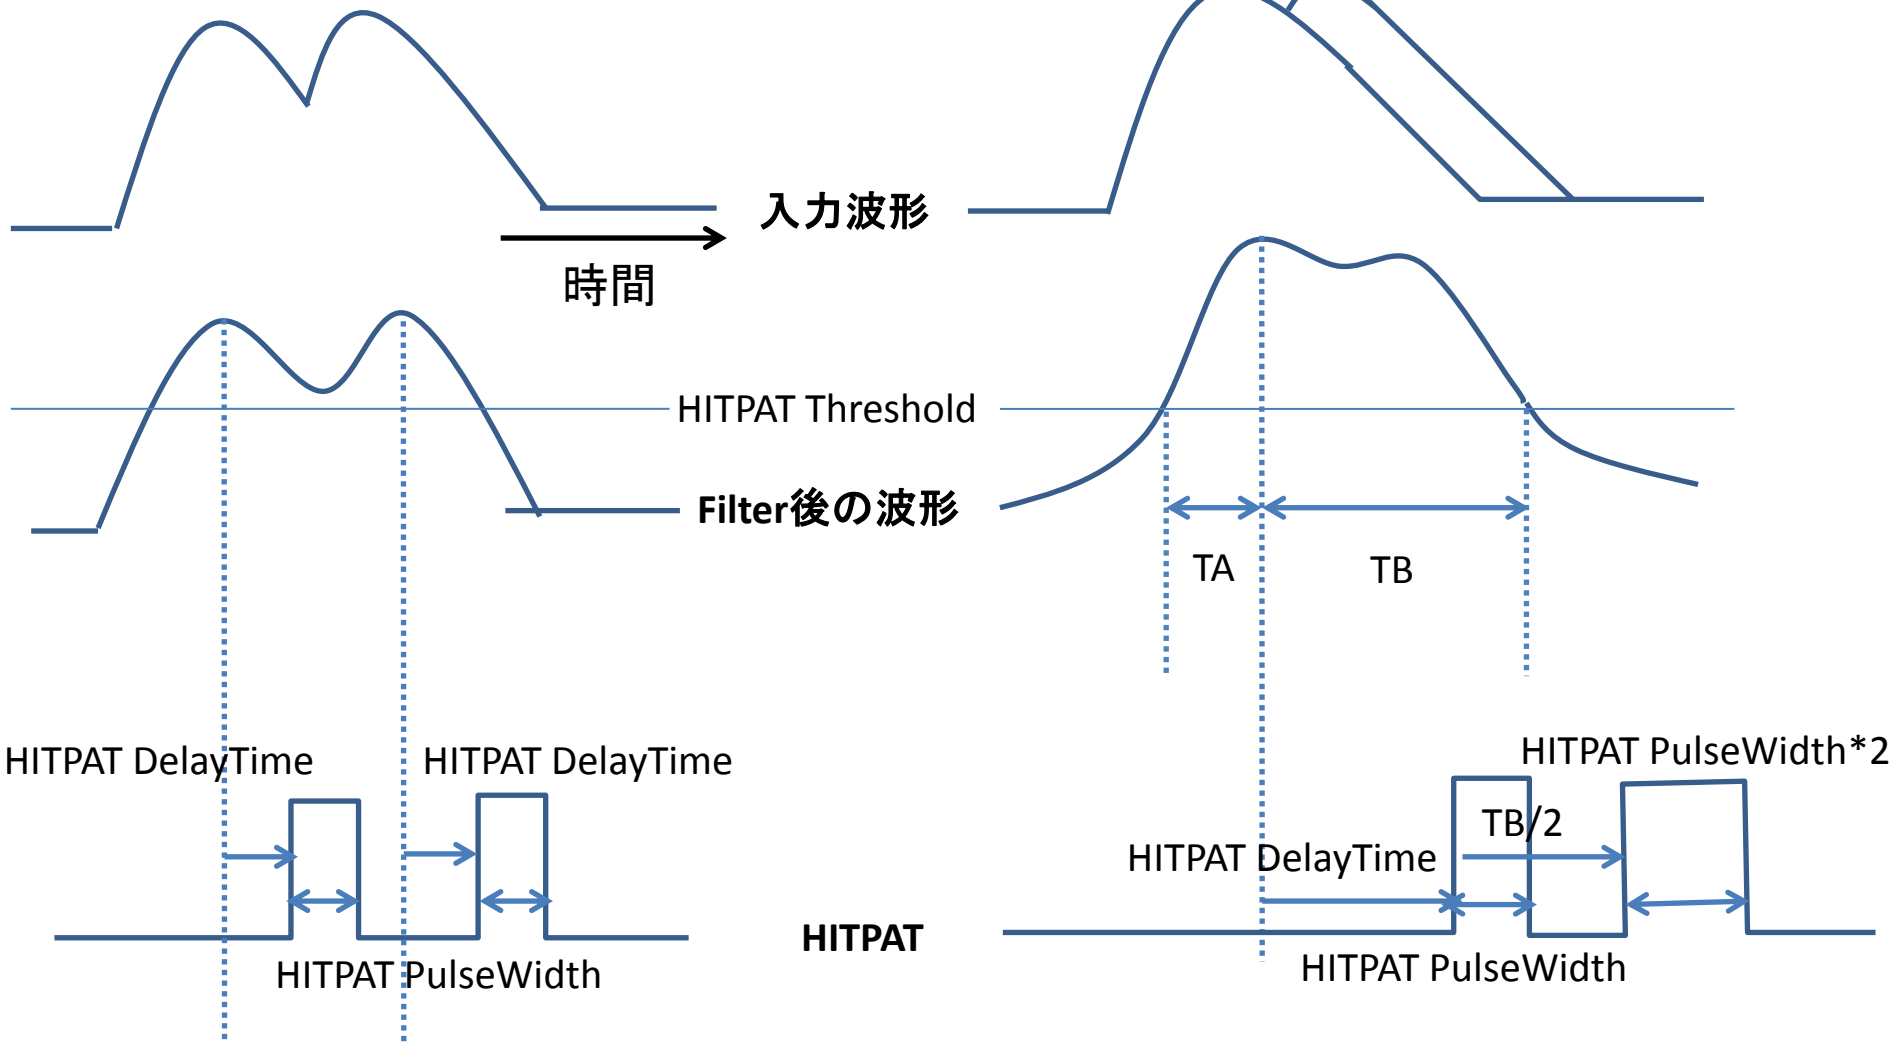 入力波形
時間
HITPAT Threshold
Filter後の波形
TA
TB
HITPAT DelayTime
HITPAT DelayTime
HITPAT PulseWidth*2
TB/2
HITPAT DelayTime
HITPAT
HITPAT PulseWidth
HITPAT PulseWidth